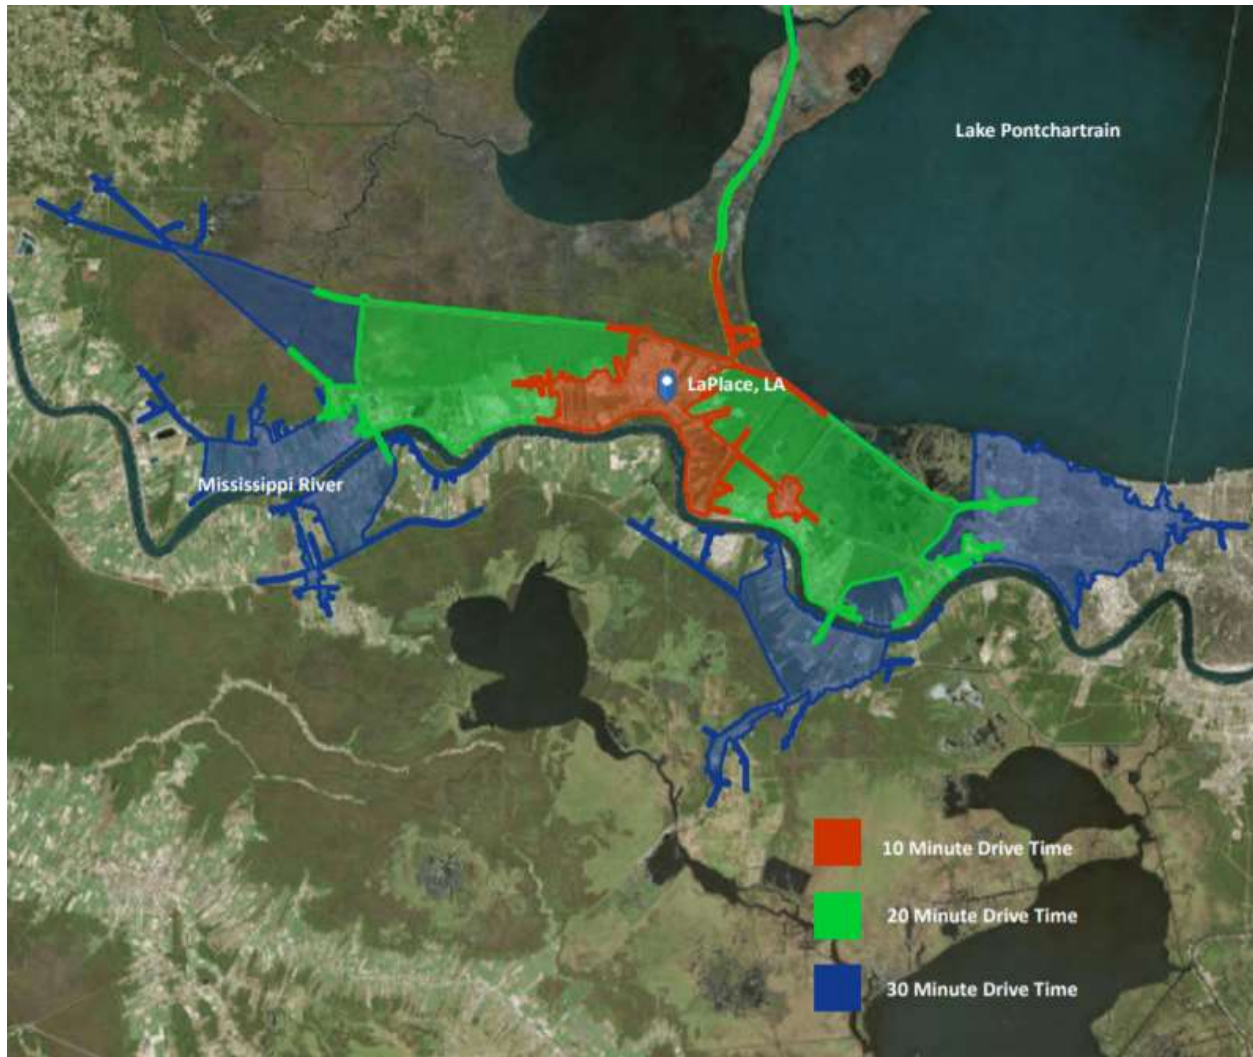 Lake Pontchartrain
LaPlace, LA
Mississippi River
10 Minute Drive Time
20 Minute Drive Time
30 Minute Drive Time